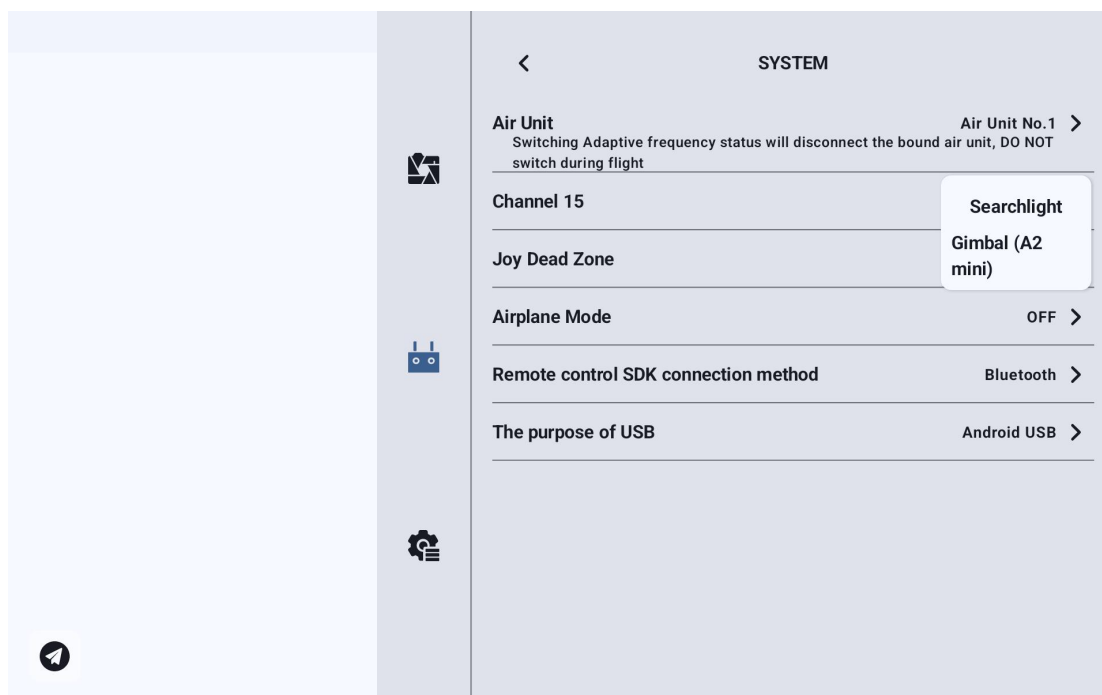 SYSTEM
Air Unit
Air Unit No.1
Switching Adaptive frequency status will disconnect the bound air unit, DO NOT
switch during flight
Channel 15
Searchlight
Gimbal (A2
mini)
Joy Dead Zone
Airplane Mode
OFF
Remote control SDK connection method
Bluetooth
The purpose of USB
Android USB